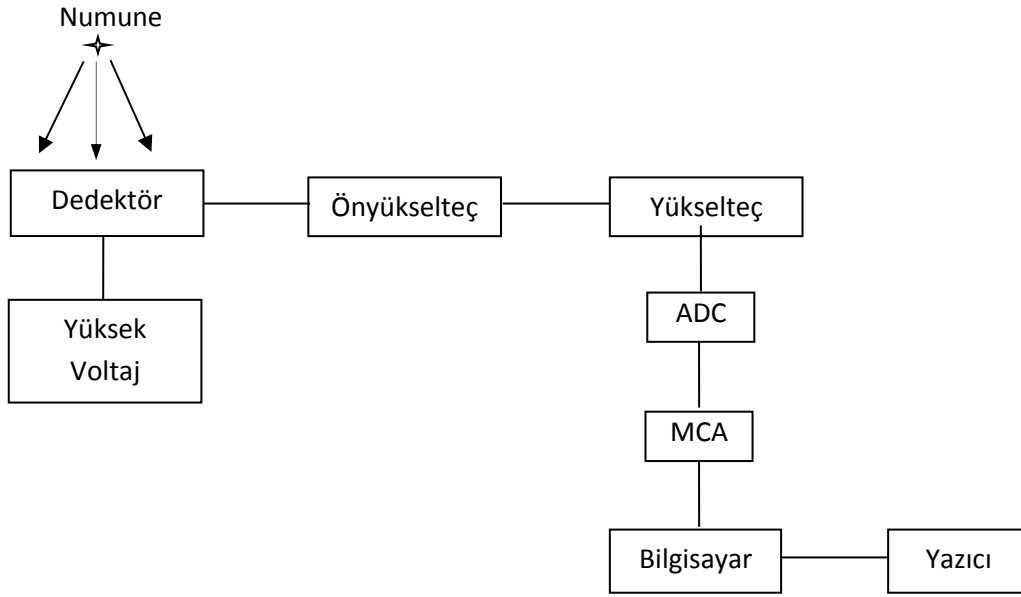 Numune
Dedektör
Önyükselteç
Yükselteç
Yüksek
Voltaj
ADC
MCA
Bilgisayar
Yazıcı